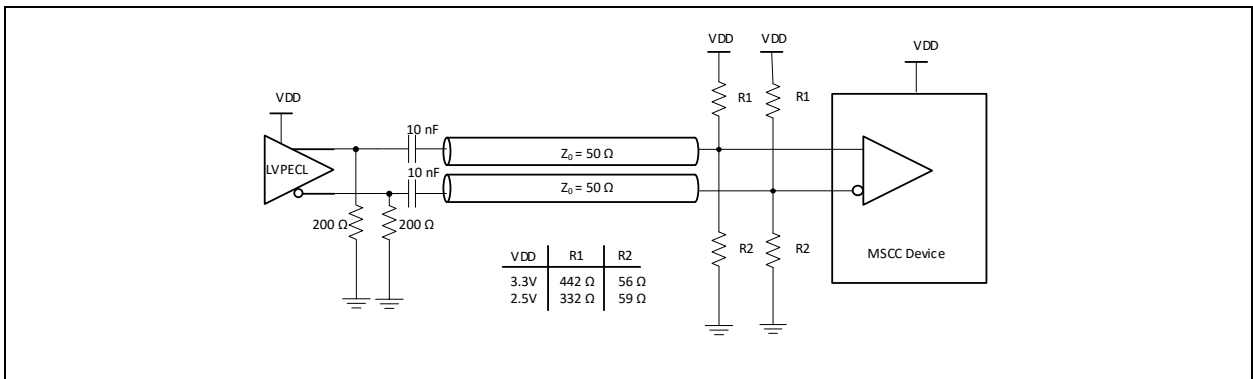 VDD VDD
VDD
R1 R1
VDD
10 nF
Z₀ = 50 Ω
LVPECL
10 nF
Z₀ = 50 Ω
200 Ω 200 Ω
R2 R2
MSCC Device
VDD R1 R2
3.3V 442 Ω 56 Ω
2.5V 332 Ω 59 Ω